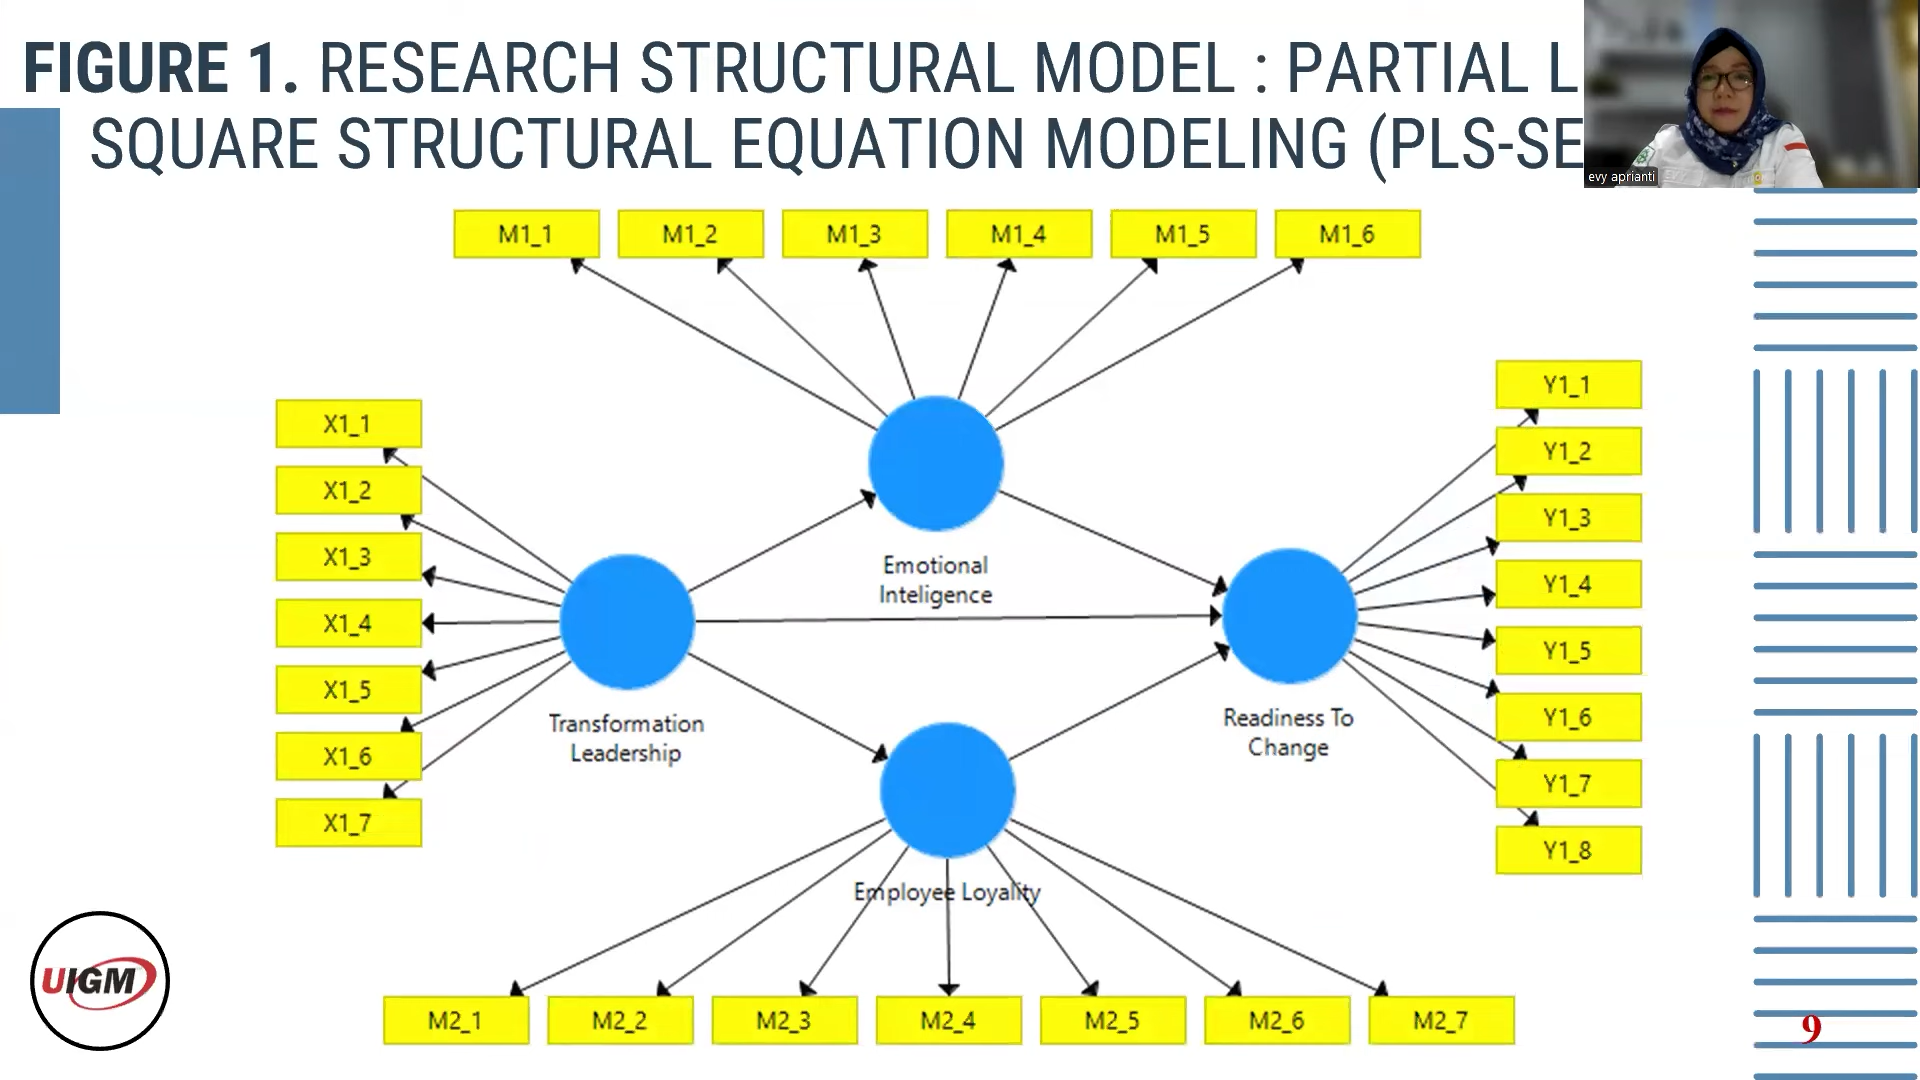 FIGURE 1. RESEARCH STRUCTURAL MODEL : PARTIAL L
SQUARE STRUCTURAL EQUATION MODELING (PLS-SE
evy aprianti
M1_1
M1_2
M1_3
M1_4
M1_5
M1_6
X1_1
X1_2
X1_3
X1_4
X1_5
X1_6
X1_7
Emotional
Inteligence
Transformation
Leadership
Readiness To
Change
Employee Loyality
Y1_1
Y1_2
Y1_3
Y1_4
Y1_5
Y1_6
Y1_7
Y1_8
M2_1
M2_2
M2_3
M2_4
M2_5
M2_6
M2_7
UIGM
9